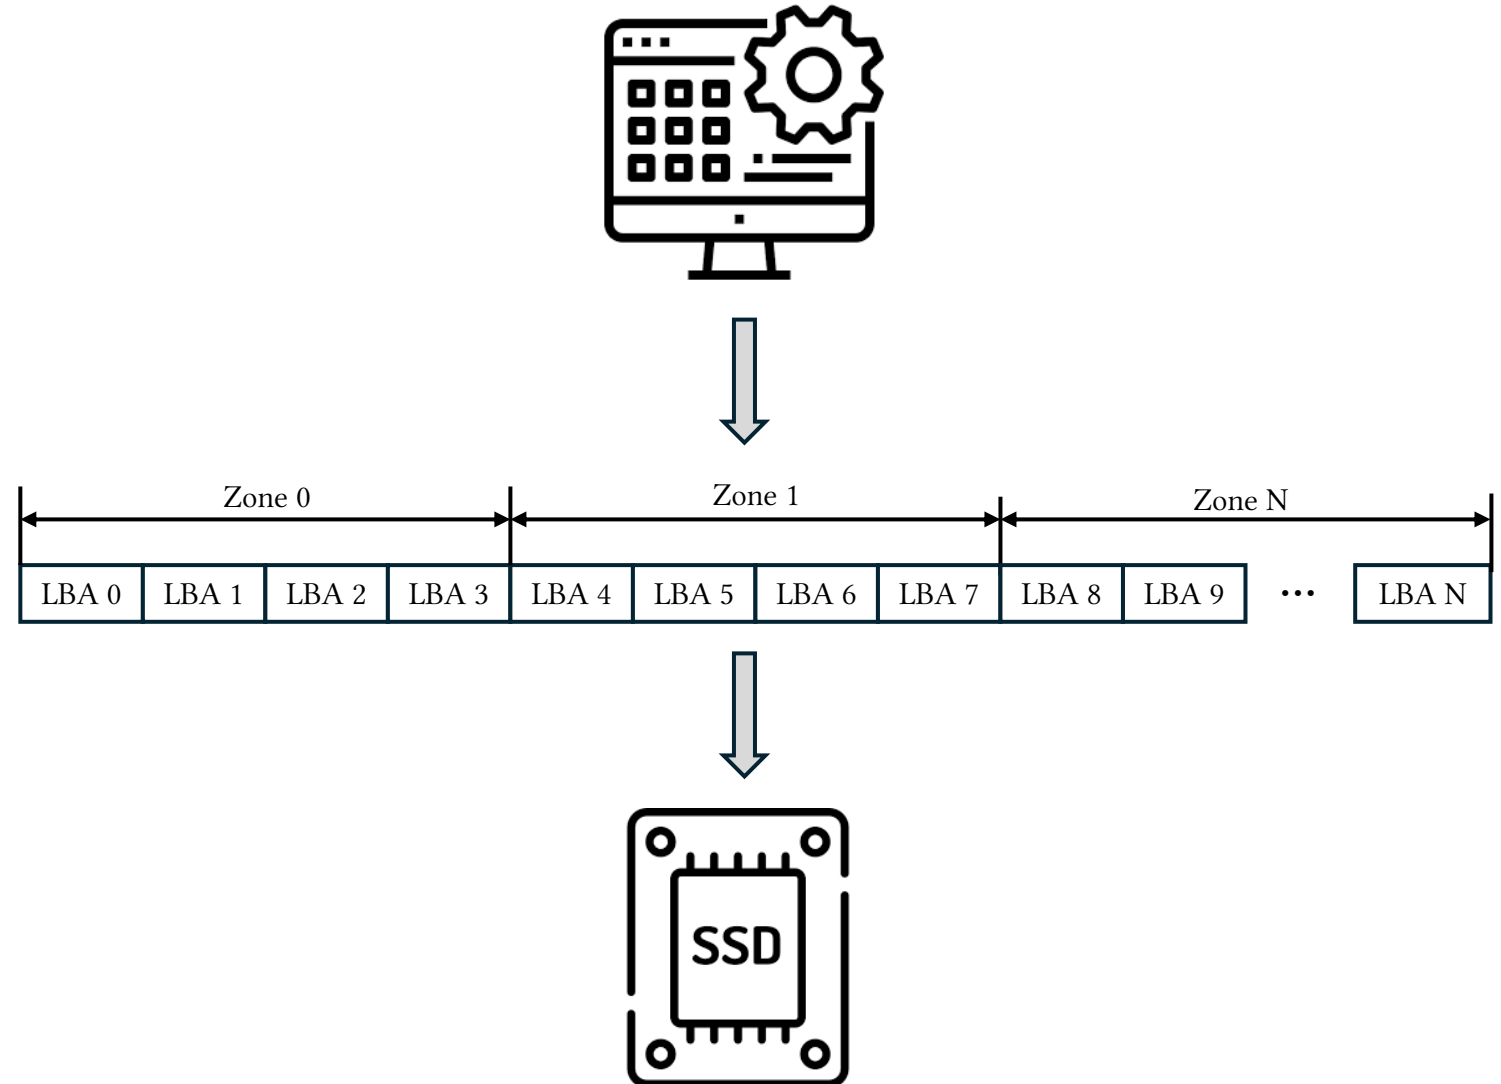 Zone 0 Zone 1 Zone N
LBA 0 LBA 1 LBA 2 LBA 3 LBA 4 LBA 5 LBA 6 LBA 7 LBA 8 LBA 9 ••• LBA N
SSD